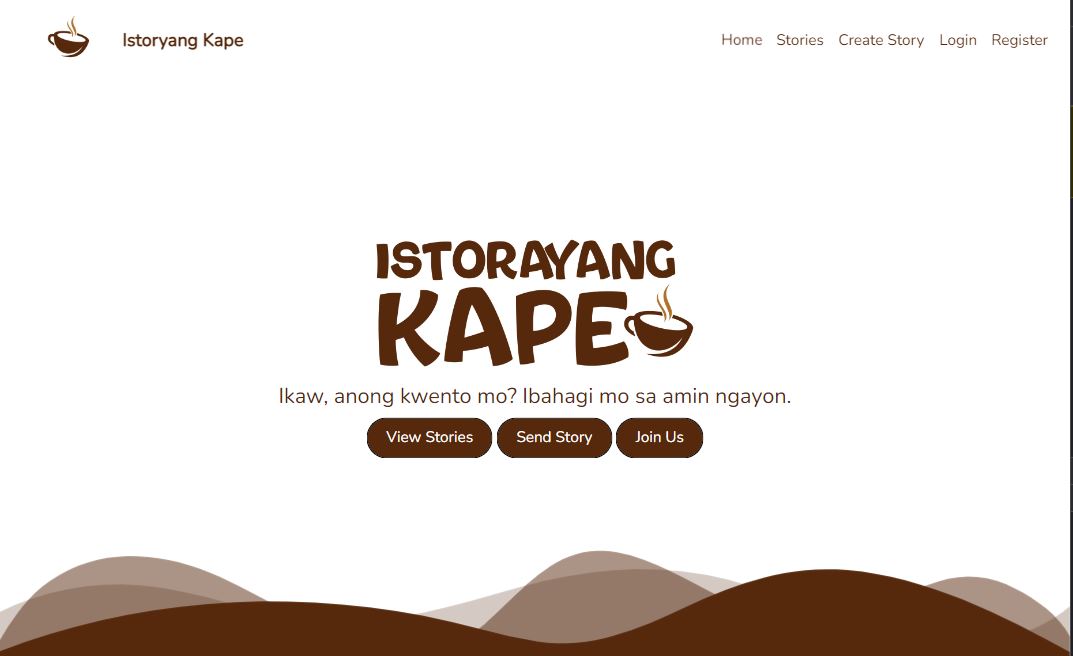 Istoryang Kape
Home Stories Create Story Login Register
ISTORAYANG
KAPE
Ikaw, anong kwento mo? Ibahagi mo sa amin ngayon.
View Stories Send Story Join Us